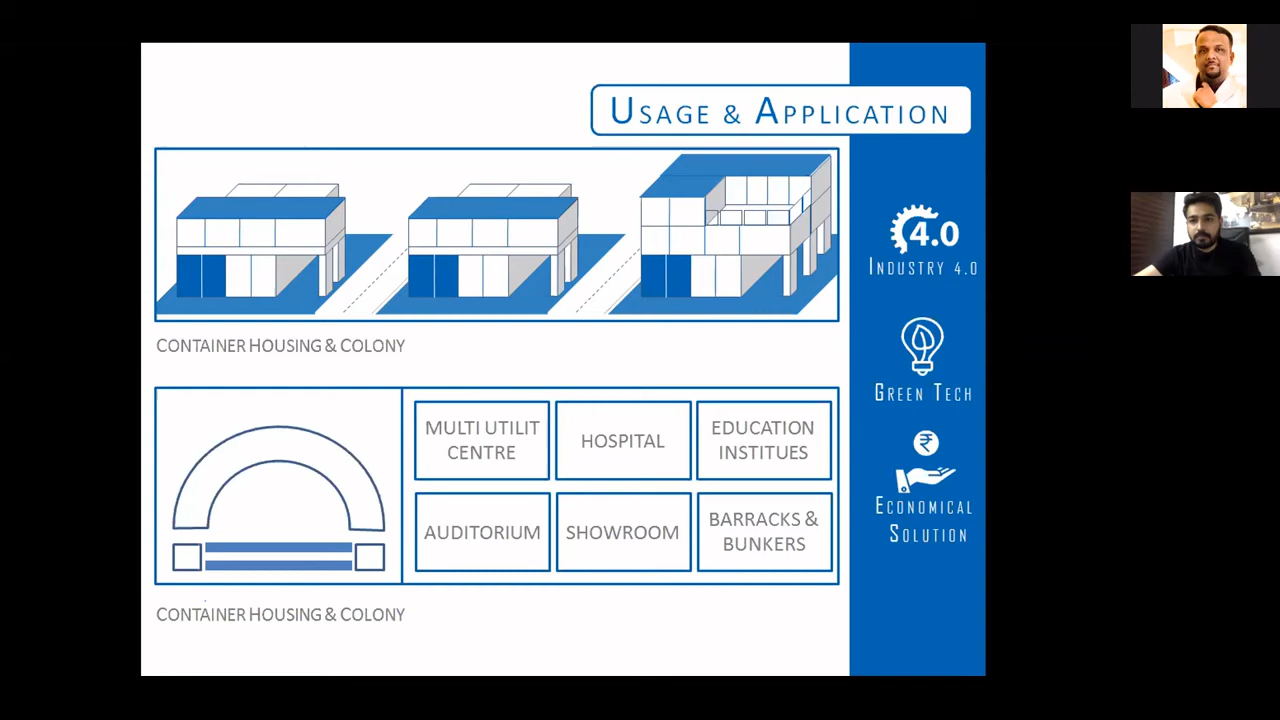 USAGE & APPLICATION
CONTAINER HOUSING & COLONY
MULTI UTILIT
CENTRE
HOSPITAL
EDUCATION
INSTITUES
AUDITORIUM
SHOWROOM
BARRACKS &
BUNKERS
CONTAINER HOUSING & COLONY
4.0
INDUSTRY 4.0
GREEN TECH
₹
ECONOMICAL
SOLUTION